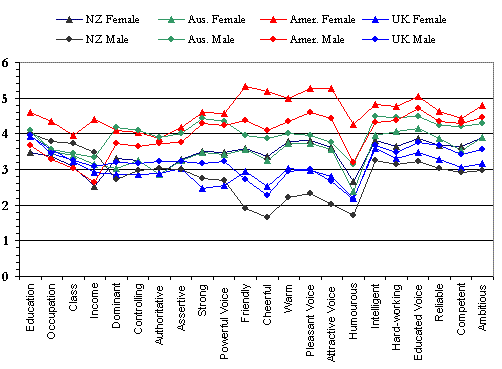 NZ Female Aus. Female Amer. Female UK Female
NZ Male Aus. Male Amer. Male UK Male
6
5
4
3
2
1
0
Education
Occupation
Class
Income
Dominant
Controlling
Authoritative
Assertive
Strong
Powerful Voice
Friendly
Cheerful
Warm
Pleasant Voice
Attractive Voice
Humourous
Intelligent
Hard-working
Educated Voice
Reliable
Competent
Ambitious